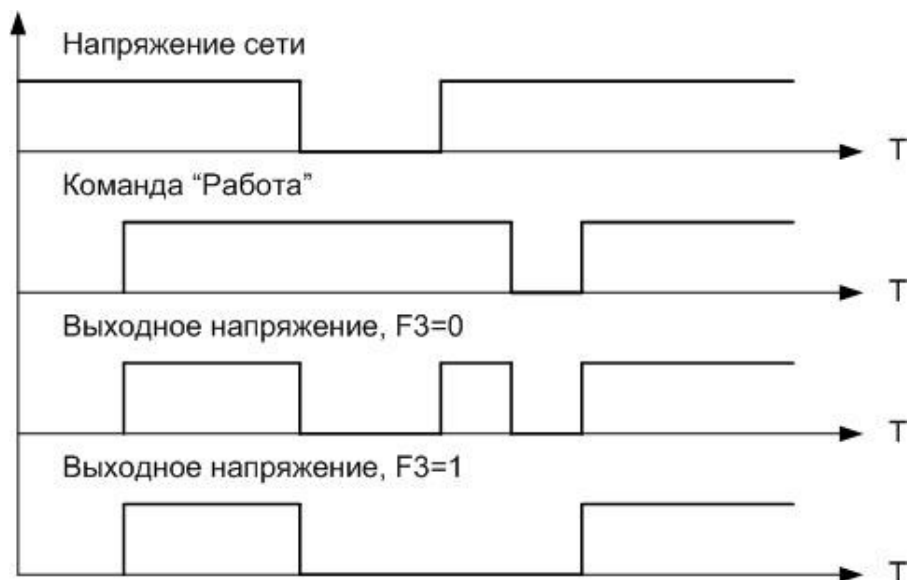 Напряжение сети
T
Команда “Работа”
T
Выходное напряжение, F3=0
T
Выходное напряжение, F3=1
T